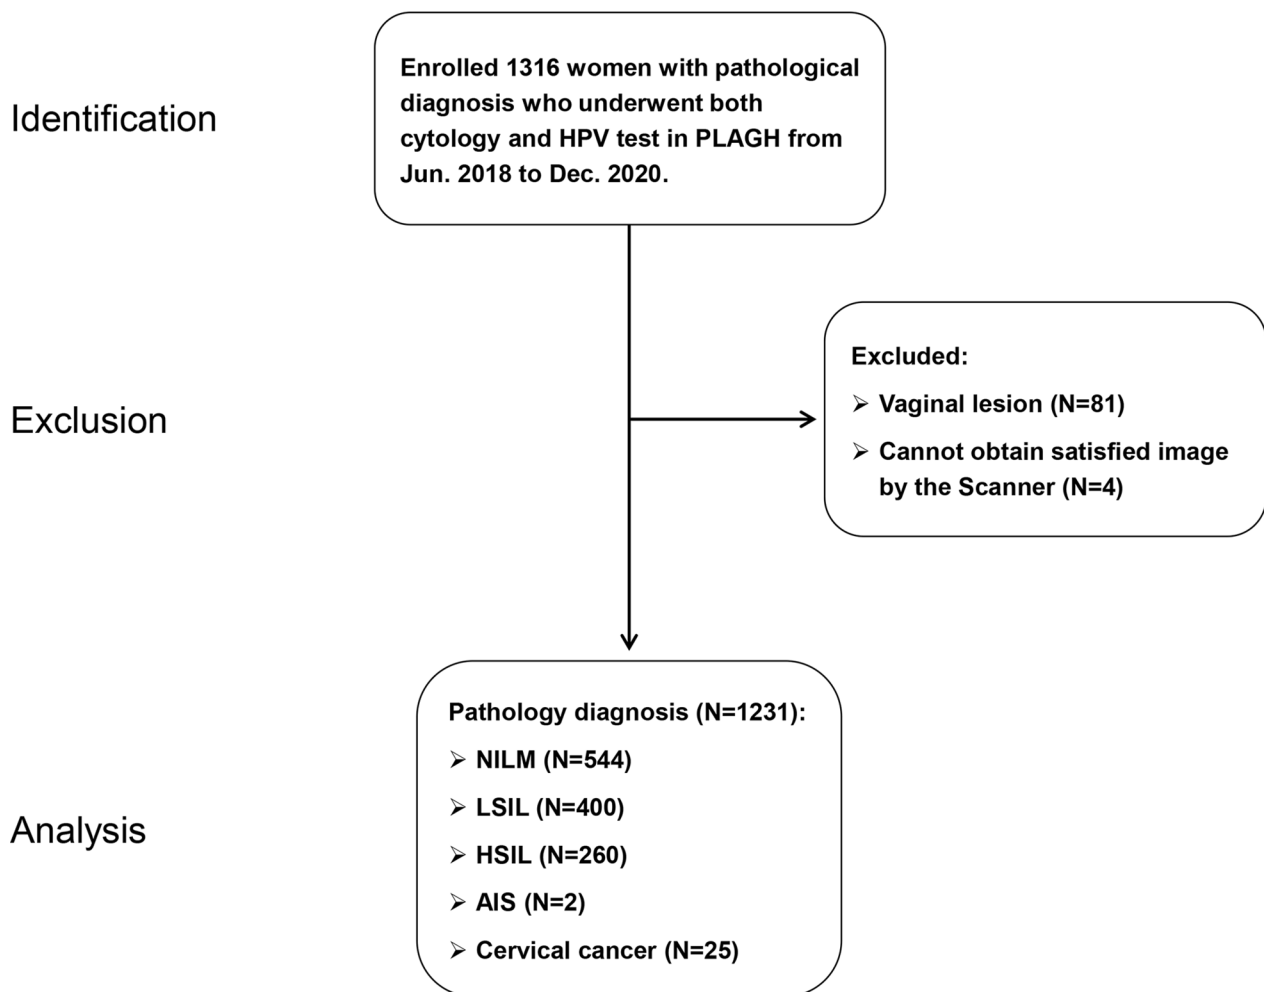 Identification
Enrolled 1316 women with pathological
diagnosis who underwent both
cytology and HPV test in PLAGH from
Jun. 2018 to Dec. 2020.
Exclusion
Excluded:
➢ Vaginal lesion (N=81)
➢ Cannot obtain satisfied image
by the Scanner (N=4)
Analysis
Pathology diagnosis (N=1231):
➢ NILM (N=544)
➢ LSIL (N=400)
➢ HSIL (N=260)
➢ AIS (N=2)
➢ Cervical cancer (N=25)